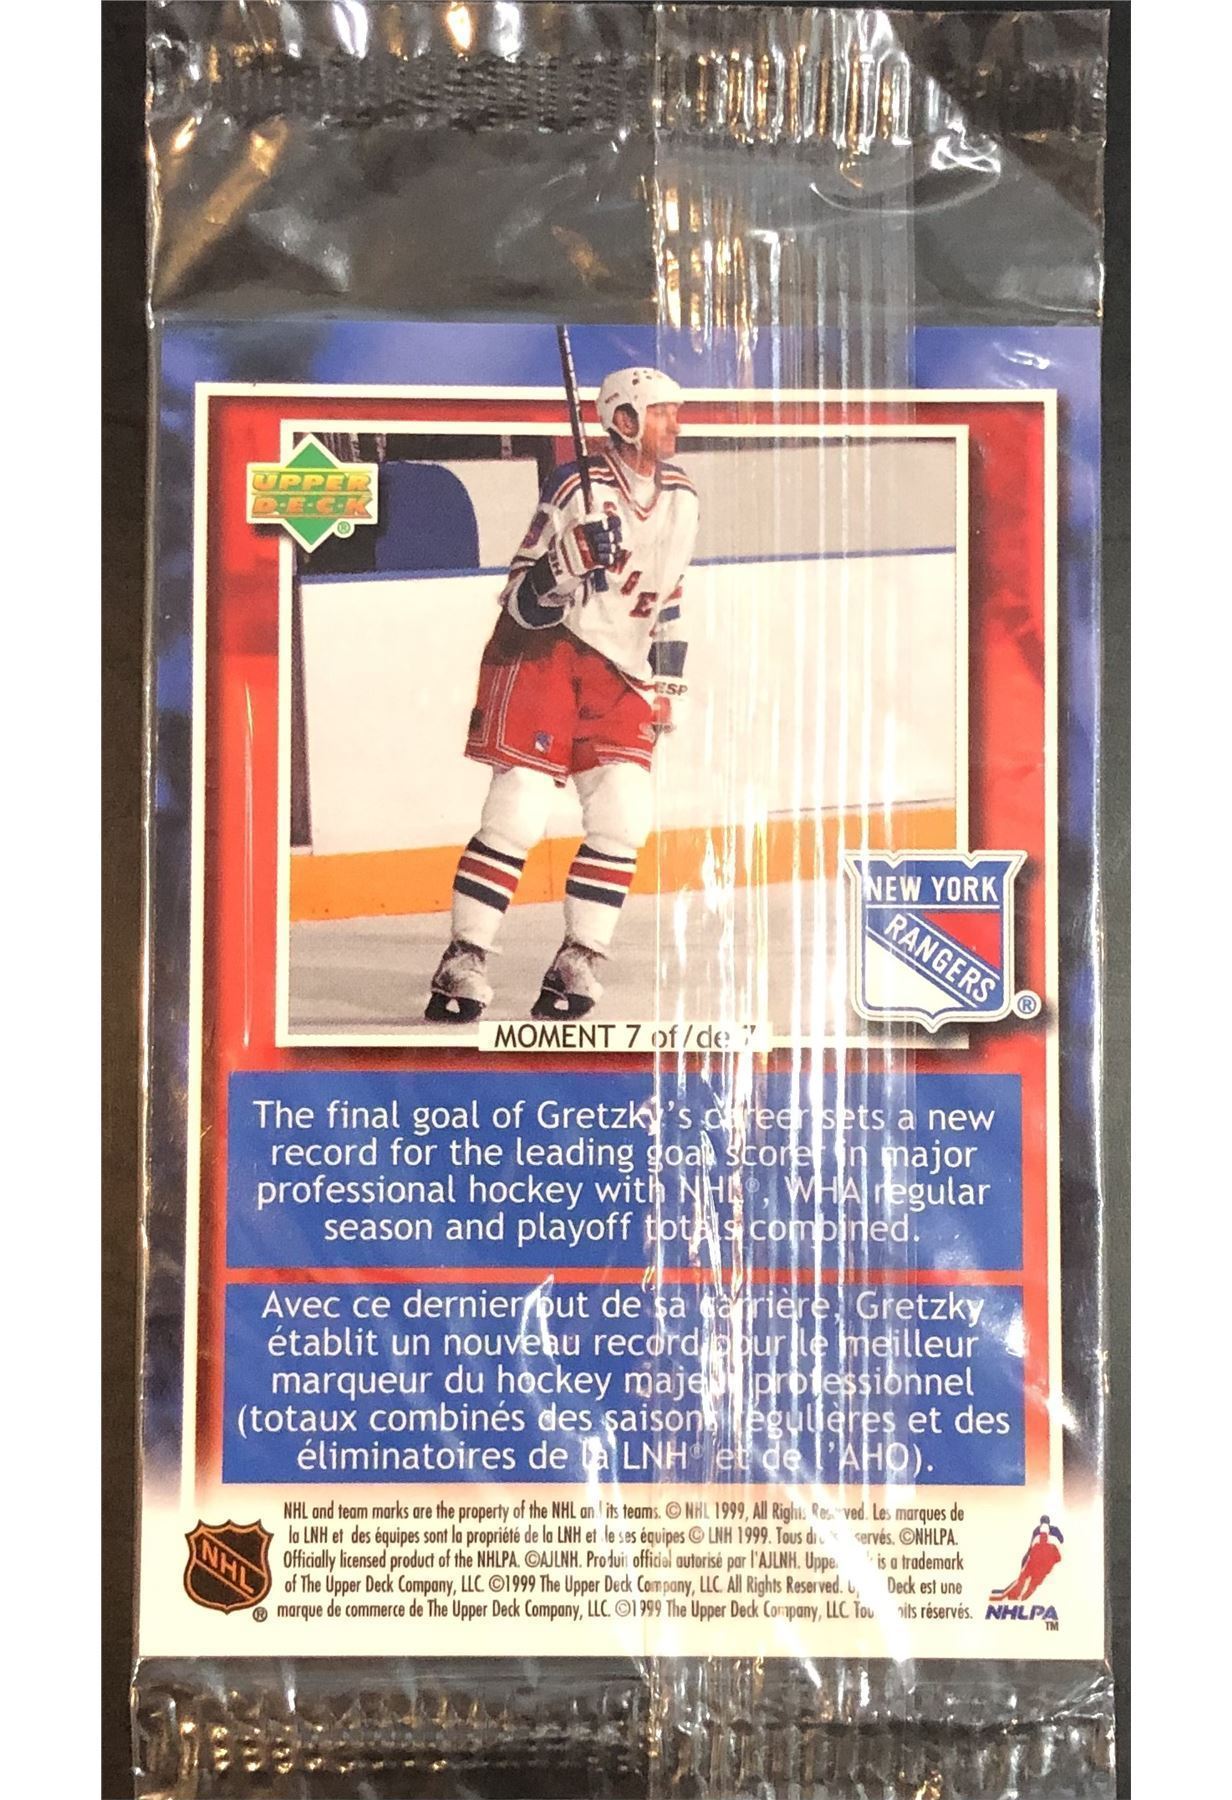 UPPER
D·E·C·K
®
ESP
NEW YORK
RANGERS
®
MOMENT 7 of/de 7
The final goal of Gretzky's career sets a new
record for the leading goal scorer in major
professional hockey with NHL®, WHA regular
season and playoff totals combined.
Avec ce dernier but de sa carrière, Gretzky
établit un nouveau record pour le meilleur
marqueur du hockey majeur professionnel
(totaux combinés des saisons régulières et des
éliminatoires de la LNH® et de l'AHO).
NHL and team marks are the property of the NHL and its teams. © NHL 1999, All Rights Reserved. Les marques de
la LNH et des équipes sont la propriété de la LNH et de ses équipes © LNH 1999. Tous droits réservés. ©NHLPA.
Officially licensed product of the NHLPA. ©AJLNH. Produit officiel autorisé par l'AJLNH. Upper Deck is a trademark
of The Upper Deck Company, LLC. ©1999 The Upper Deck Company, LLC. All Rights Reserved. Upper Deck est une
marque de commerce de The Upper Deck Company, LLC. ©1999 The Upper Deck Company, LLC. Tous droits réservés.
NHL
®
NHLPA
TM